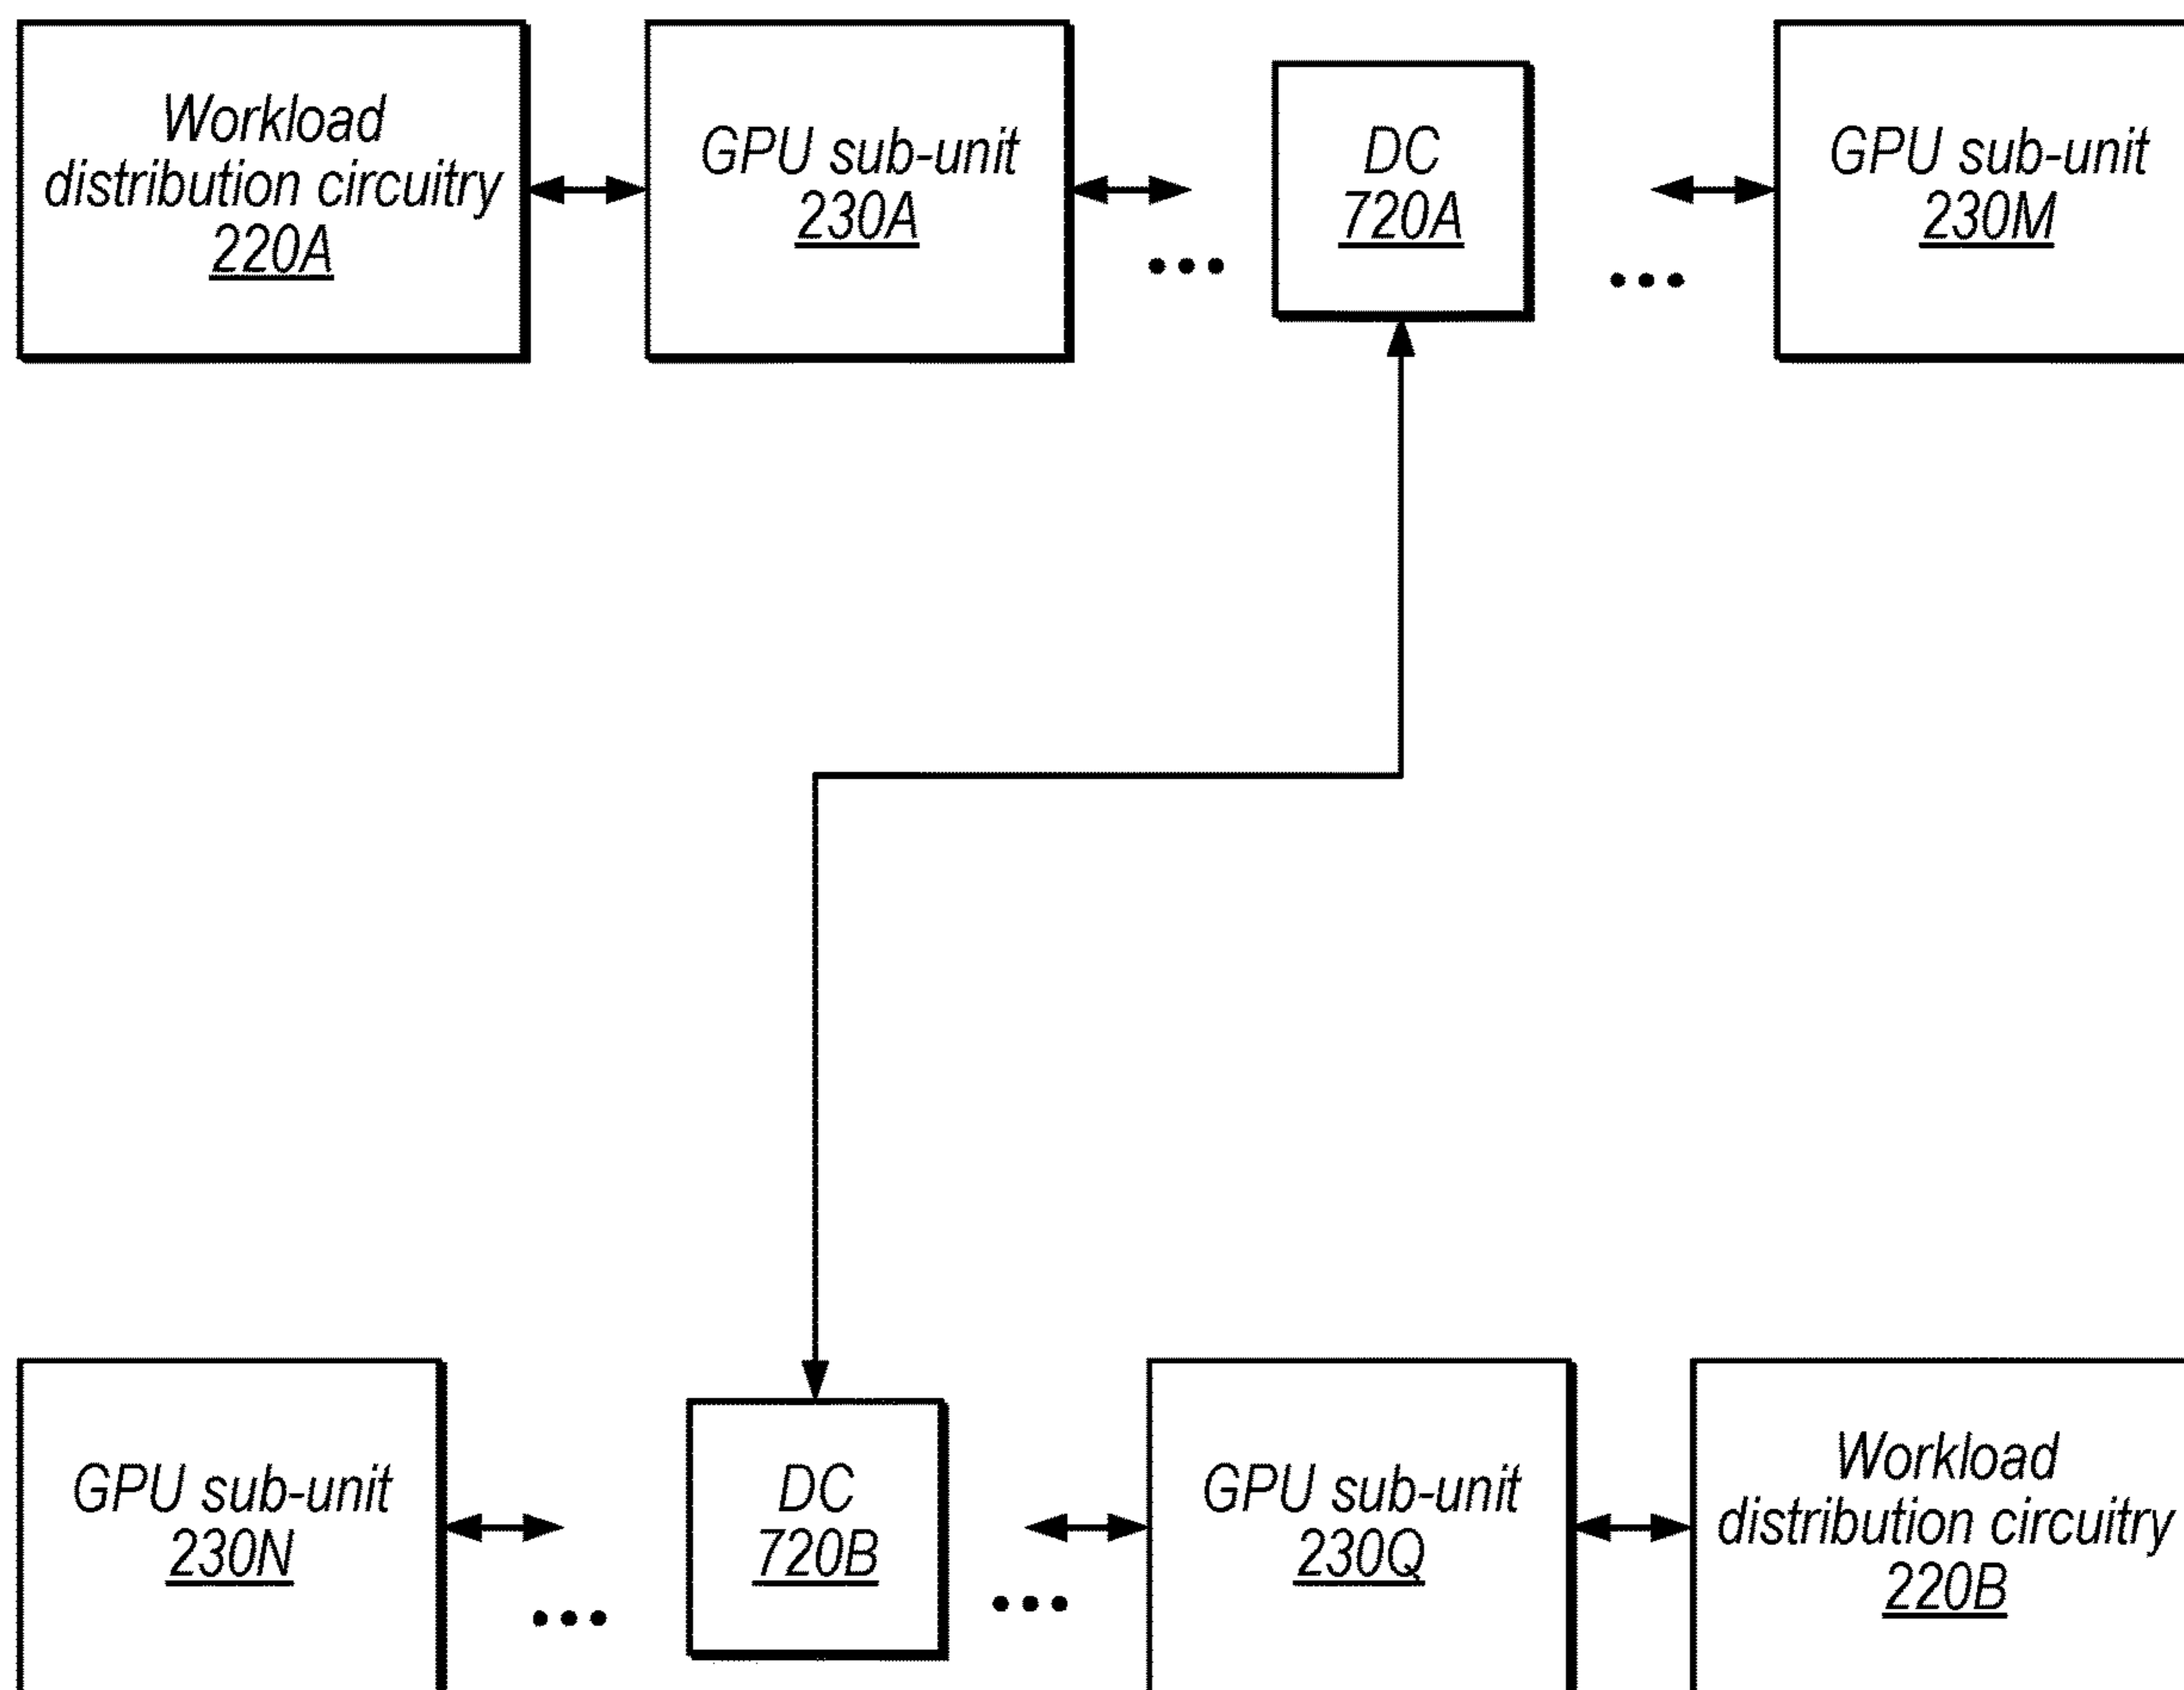 Workload
distribution circuitry
220A
GPU sub-unit
230A
...
DC
720A
...
GPU sub-unit
230M
GPU sub-unit
230N
...
DC
720B
...
GPU sub-unit
230Q
Workload
distribution circuitry
220B